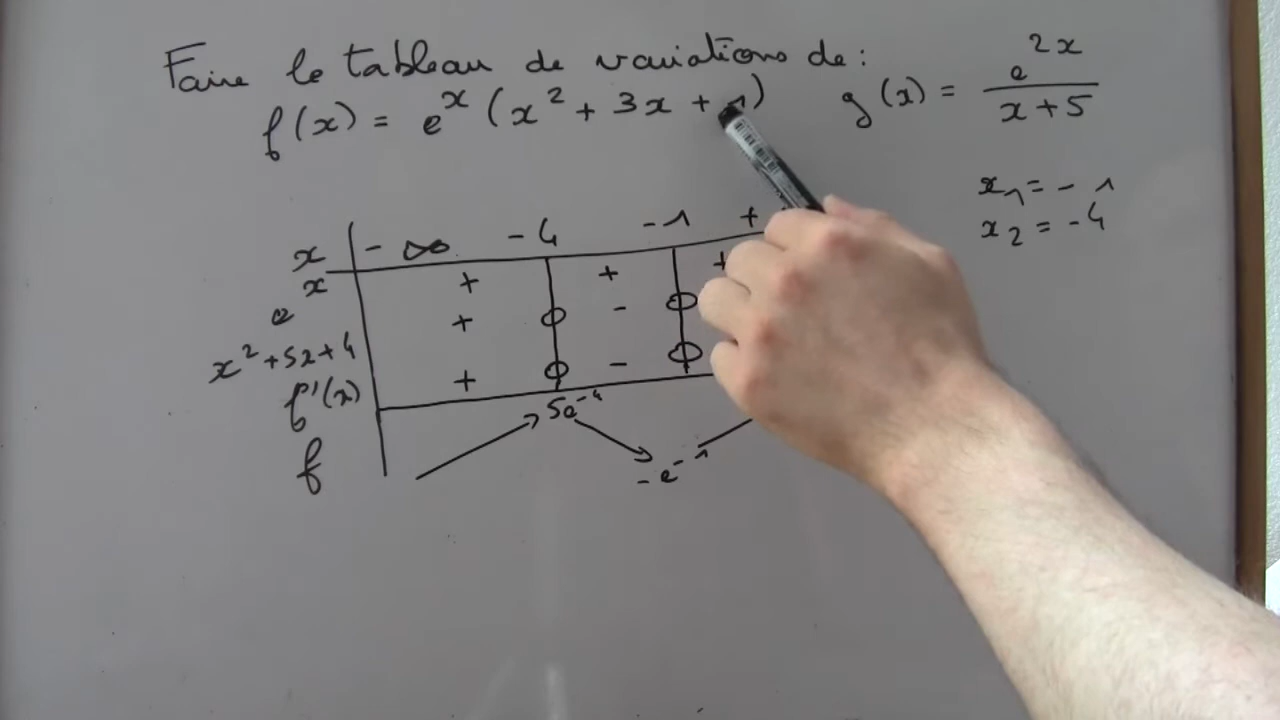 Faire le tableau de variations de :
f(x) = e^x (x² + 3x + 1) g(x) = e^2x / x+5
x₁ = - 1
x₂ = - 4
x | - ∞ - 4 - 1 +
e^x + + +
x² + 5x + 4 + 0 - 0
f'(x) + 0 - 0
f 5e^-4 - e^-1